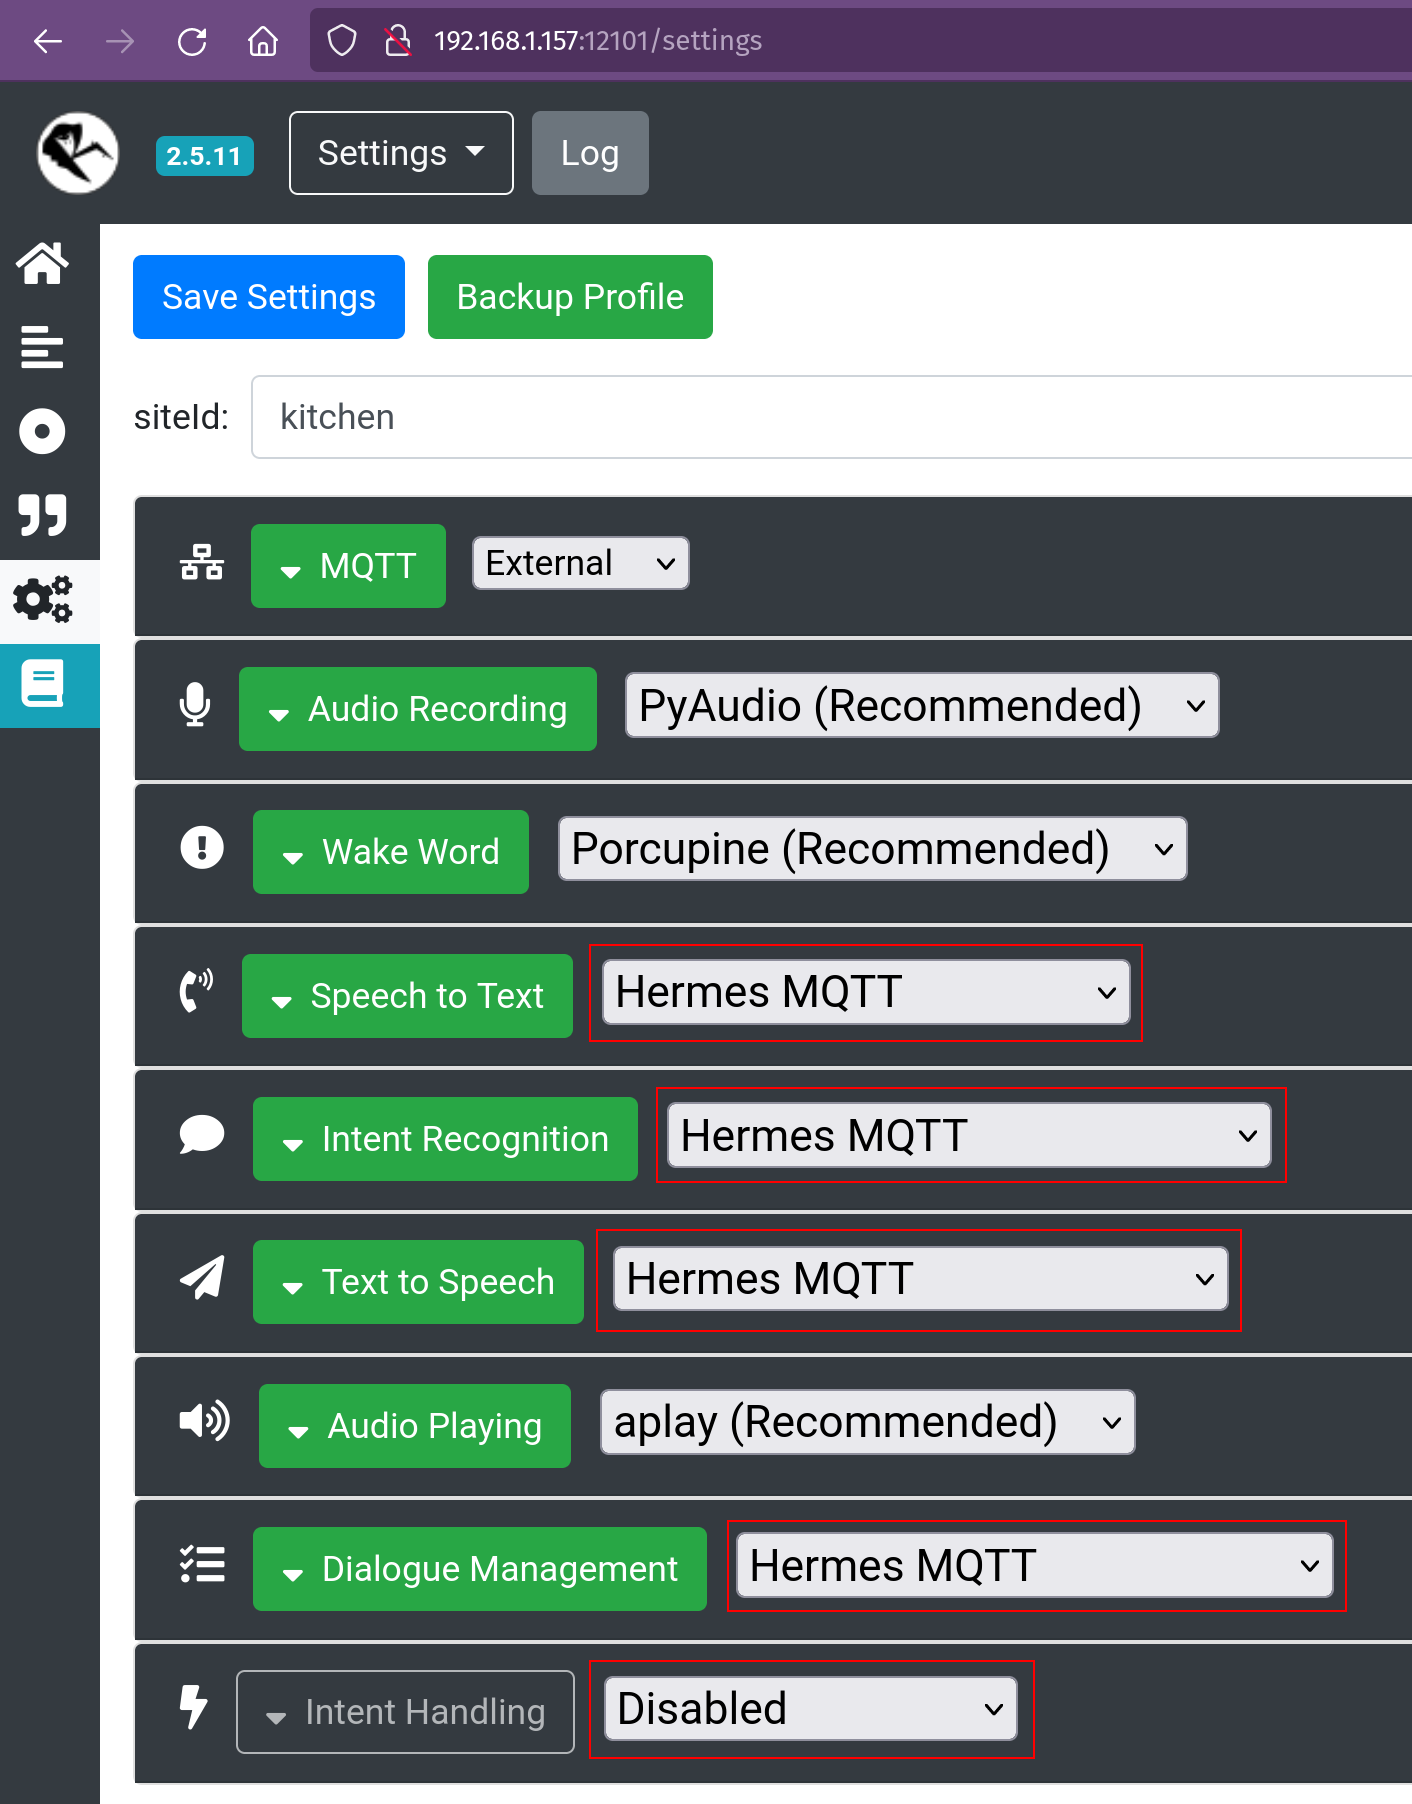 192.168.1.157:12101/settings
2.5.11 Settings Log
Save Settings Backup Profile
siteId: kitchen
MQTT External
Audio Recording PyAudio (Recommended)
Wake Word Porcupine (Recommended)
Speech to Text Hermes MQTT
Intent Recognition Hermes MQTT
Text to Speech Hermes MQTT
Audio Playing aplay (Recommended)
Dialogue Management Hermes MQTT
Intent Handling Disabled